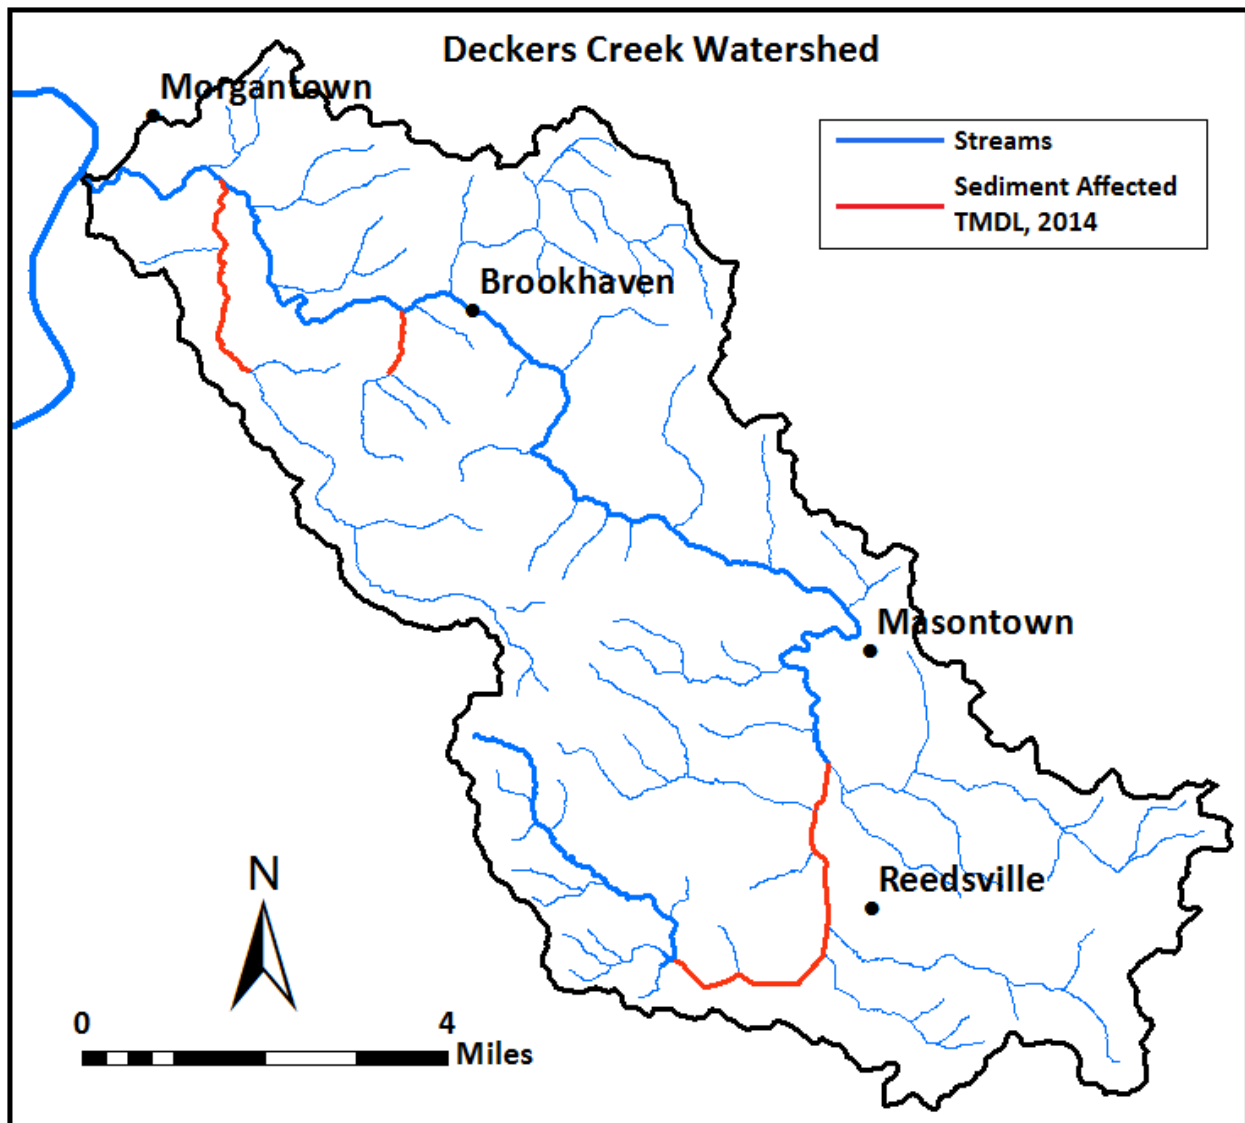 Deckers Creek Watershed
Morgantown
Streams
Sediment Affected
TMDL, 2014
Brookhaven
Masontown
Reedsville
N
0 4
Miles